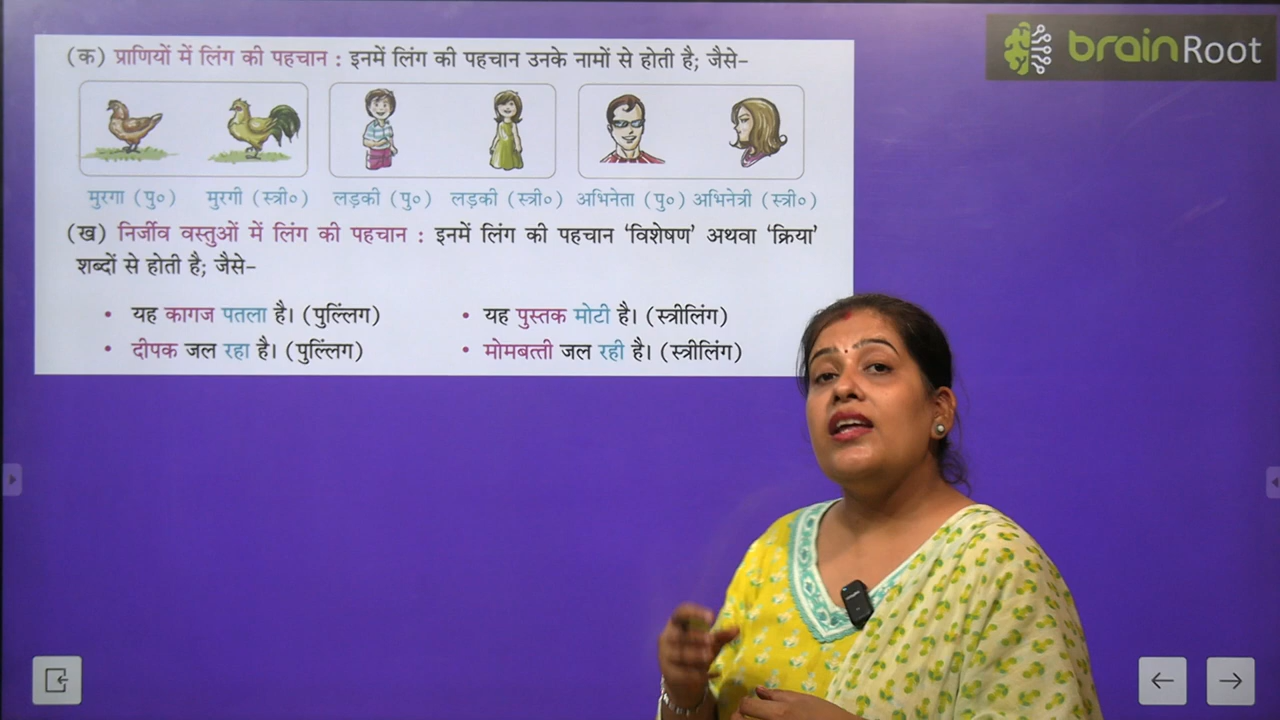 (क) प्राणियों में लिंग की पहचान : इनमें लिंग की पहचान उनके नामों से होती है; जैसे–
मुरगा (पु०) मुरगी (स्त्री०) लड़की (पु०) लड़की (स्त्री०) अभिनेता (पु०) अभिनेत्री (स्त्री०)
(ख) निर्जीव वस्तुओं में लिंग की पहचान : इनमें लिंग की पहचान ‘विशेषण’ अथवा ‘क्रिया’
शब्दों से होती है; जैसे–
• यह कागज पतला है। (पुल्लिंग) • यह पुस्तक मोटी है। (स्त्रीलिंग)
• दीपक जल रहा है। (पुल्लिंग) • मोमबत्ती जल रही है। (स्त्रीलिंग)
brainRoot